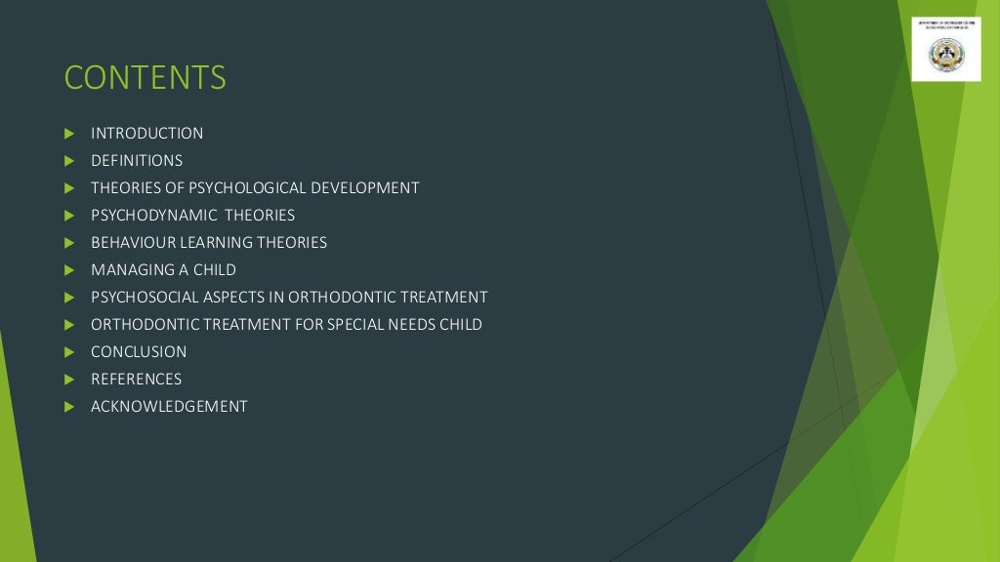 CONTENTS
INTRODUCTION
DEFINITIONS
THEORIES OF PSYCHOLOGICAL DEVELOPMENT
PSYCHODYNAMIC THEORIES
BEHAVIOUR LEARNING THEORIES
MANAGING A CHILD
PSYCHOSOCIAL ASPECTS IN ORTHODONTIC TREATMENT
ORTHODONTIC TREATMENT FOR SPECIAL NEEDS CHILD
CONCLUSION
REFERENCES
ACKNOWLEDGEMENT